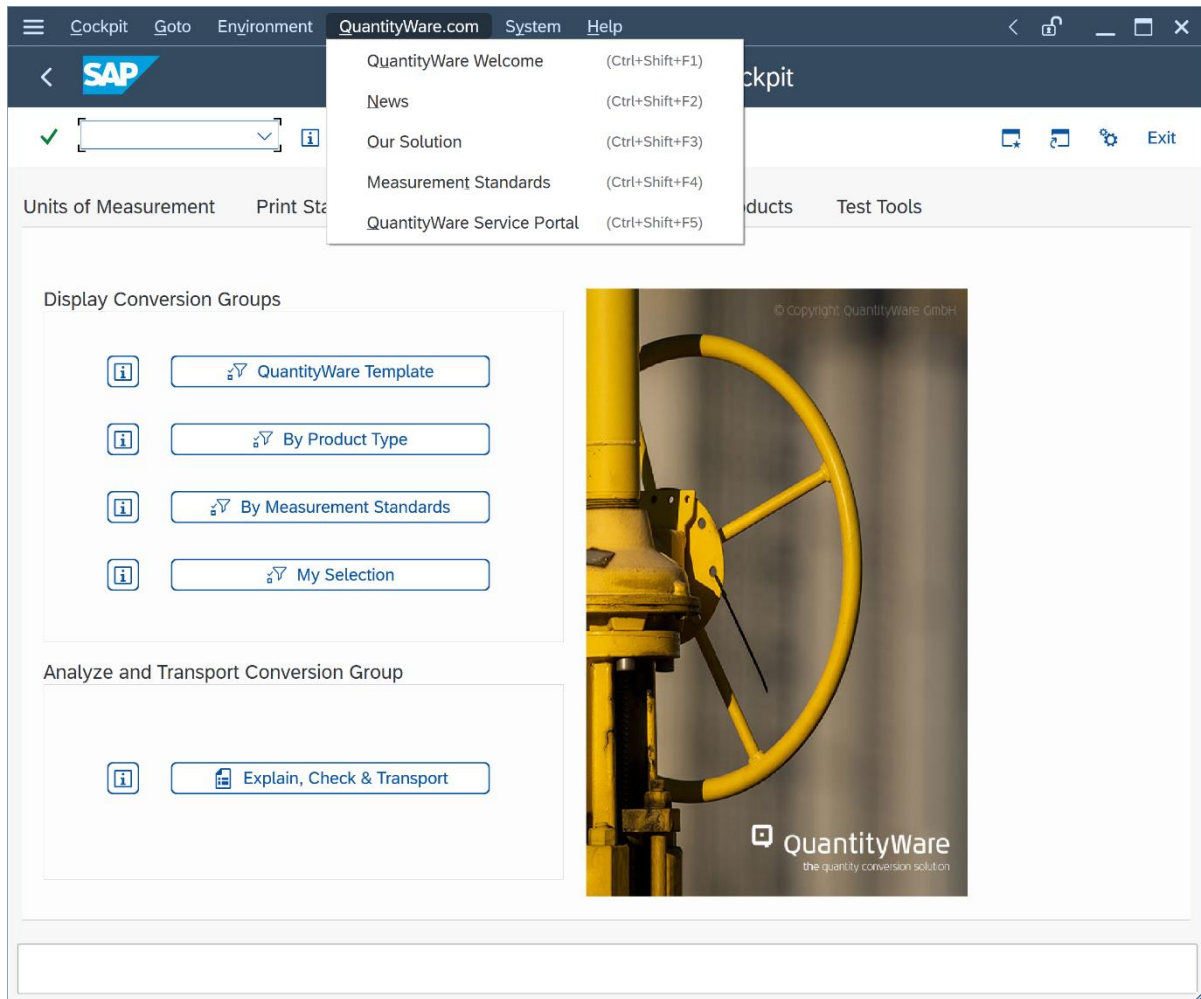 Cockpit Goto Environment QuantityWare.com System Help
SAP ckpit
QuantityWare Welcome (Ctrl+Shift+F1)
News (Ctrl+Shift+F2)
Our Solution (Ctrl+Shift+F3)
Measurement Standards (Ctrl+Shift+F4)
QuantityWare Service Portal (Ctrl+Shift+F5)
Exit
Units of Measurement Print Sta ducts Test Tools
Display Conversion Groups
© Copyright QuantityWare GmbH
QuantityWare Template
By Product Type
By Measurement Standards
My Selection
Analyze and Transport Conversion Group
Explain, Check & Transport
QuantityWare
the quantity conversion solution